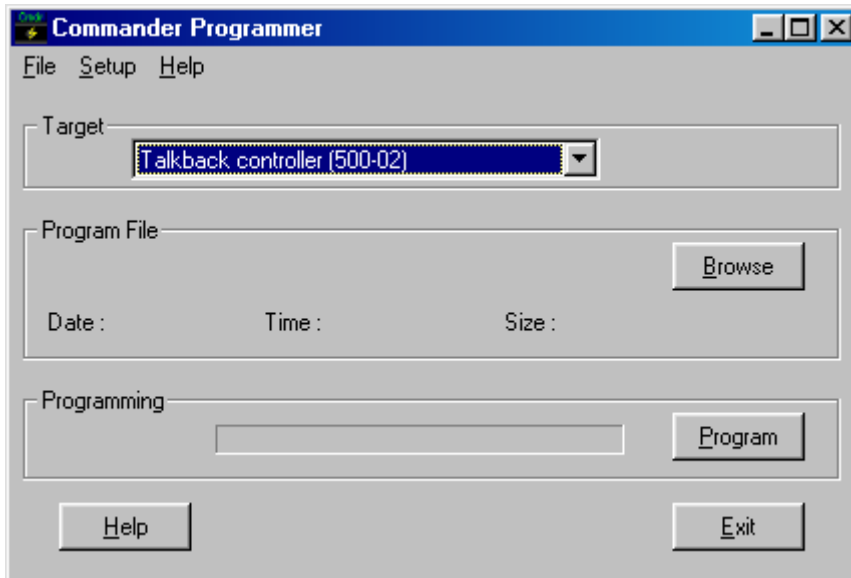 Commander Programmer
File Setup Help
Target
Talkback controller (500-02)
Program File
Browse
Date : Time : Size :
Programming
Program
Help Exit